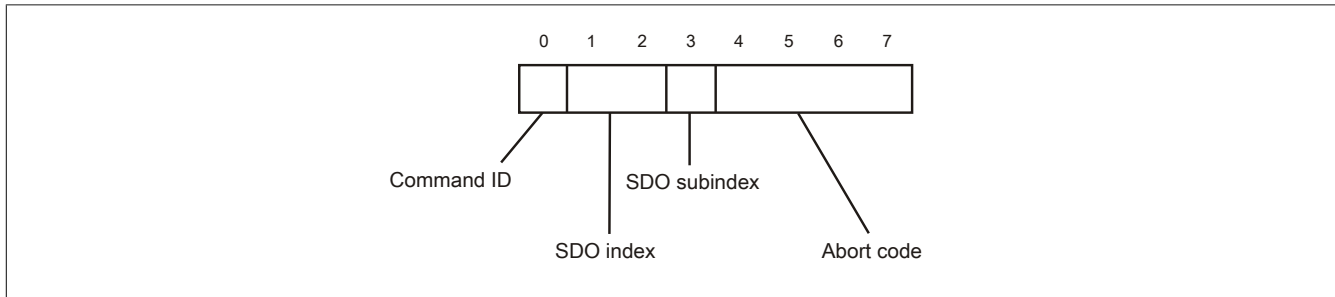 0 1 2 3 4 5 6 7
Command ID
SDO subindex
SDO index
Abort code